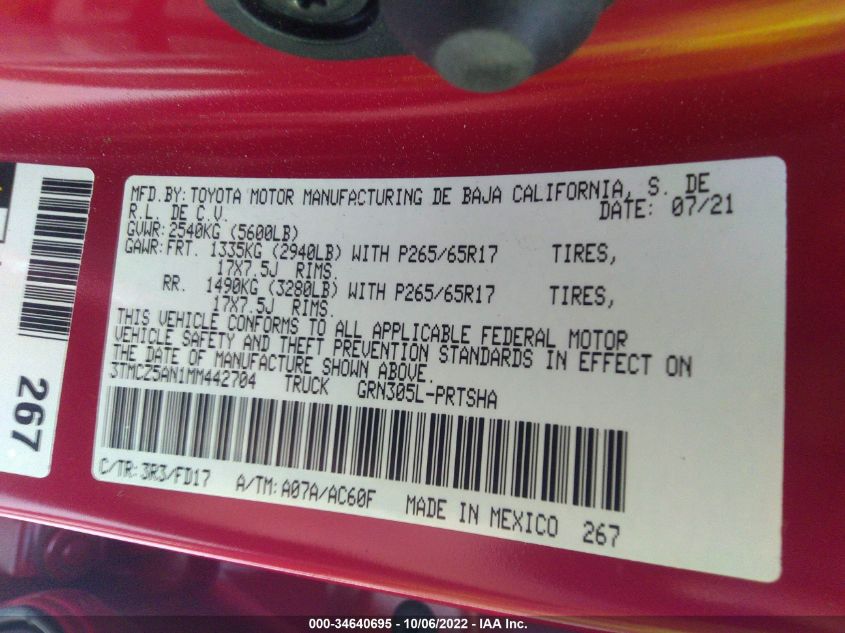 MFD.BY:TOYOTA MOTOR MANUFACTURING DE BAJA CALIFORNIA, S. DE
R.L. DE C.V. DATE: 07/21
GVWR:2540KG (5600LB)
GAWR:FRT. 1335KG (2940LB) WITH P265/65R17 TIRES,
17X7.5J RIMS.
RR. 1490KG (3280LB) WITH P265/65R17 TIRES,
17X7.5J RIMS.
THIS VEHICLE CONFORMS TO ALL APPLICABLE FEDERAL MOTOR
VEHICLE SAFETY AND THEFT PREVENTION STANDARDS IN EFFECT ON
THE DATE OF MANUFACTURE SHOWN ABOVE.
3TMCZ5AN1MM442704 TRUCK GRN305L-PRTSHA
C/TR:3R3/FD17 A/TM:A07A/AC60F MADE IN MEXICO 267
267
000-34640695 - 10/06/2022 - IAA Inc.